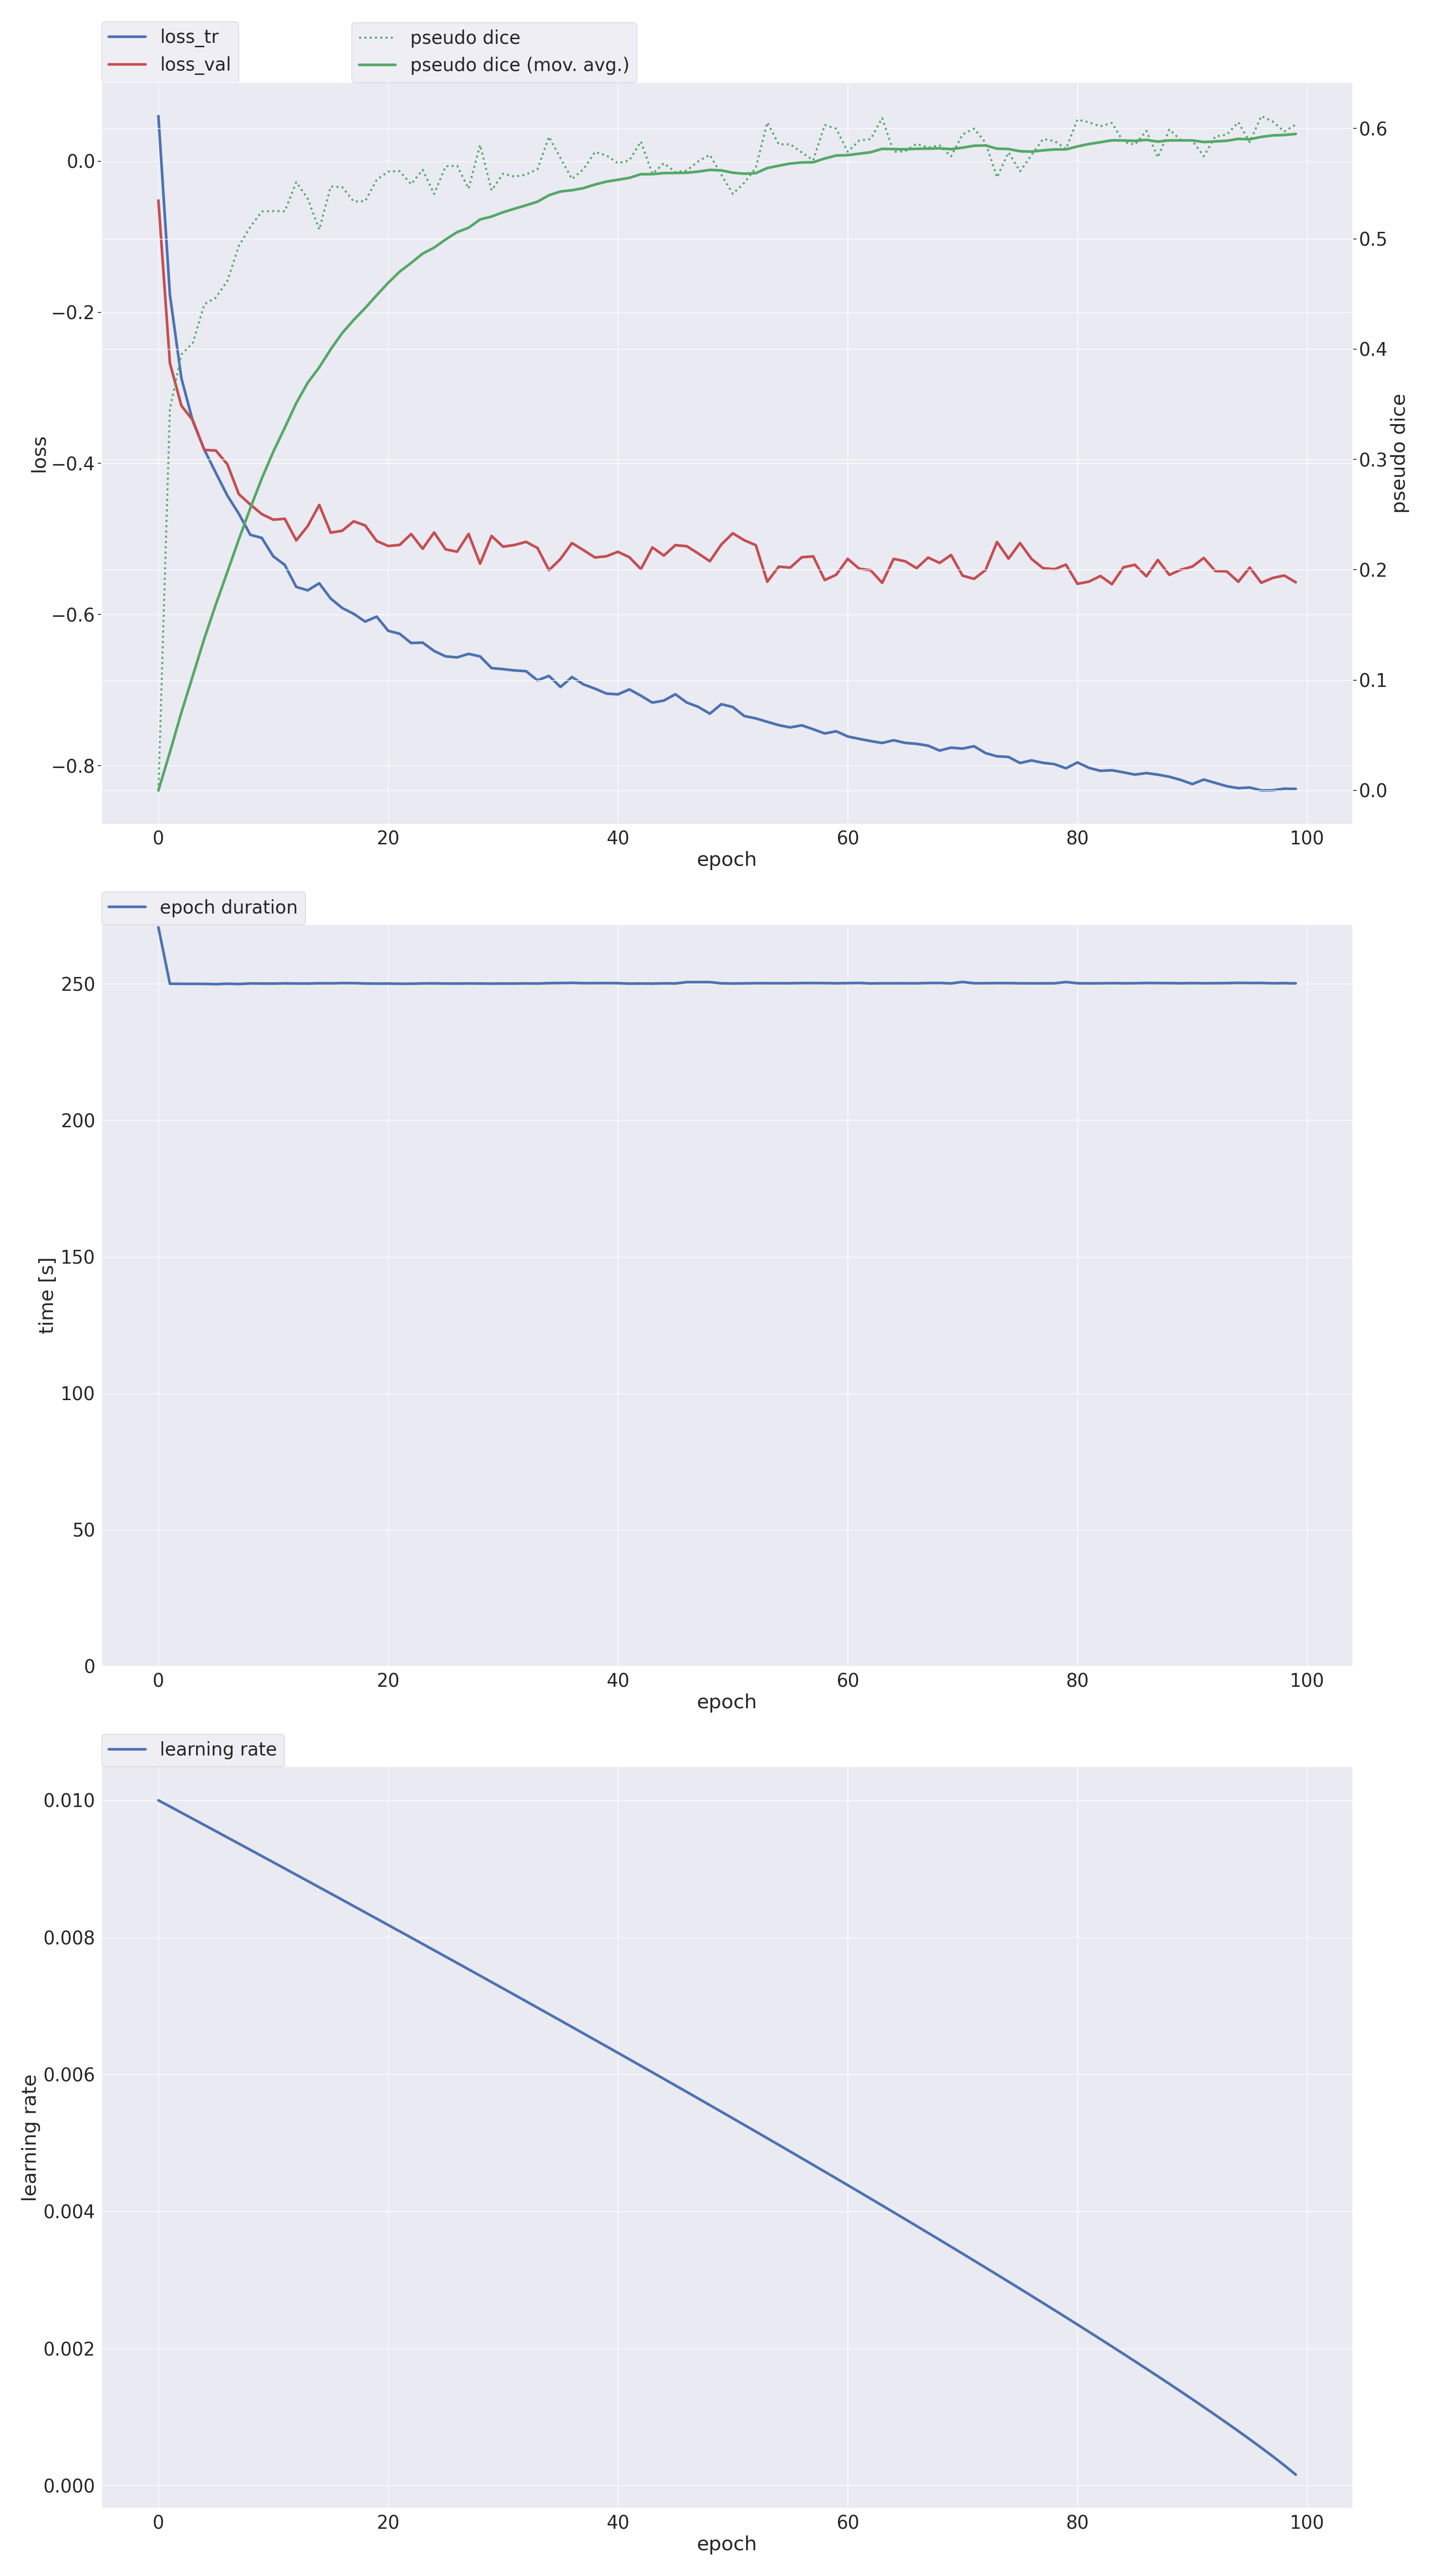 loss_tr
loss_val
pseudo dice
pseudo dice (mov. avg.)
0.0
−0.2
−0.4
−0.6
−0.8
loss
0.6
0.5
0.4
0.3
0.2
0.1
0.0
pseudo dice
0 20 40 60 80 100
epoch
epoch duration
250
200
150
100
50
0
time [s]
0 20 40 60 80 100
epoch
learning rate
0.010
0.008
0.006
0.004
0.002
0.000
learning rate
0 20 40 60 80 100
epoch